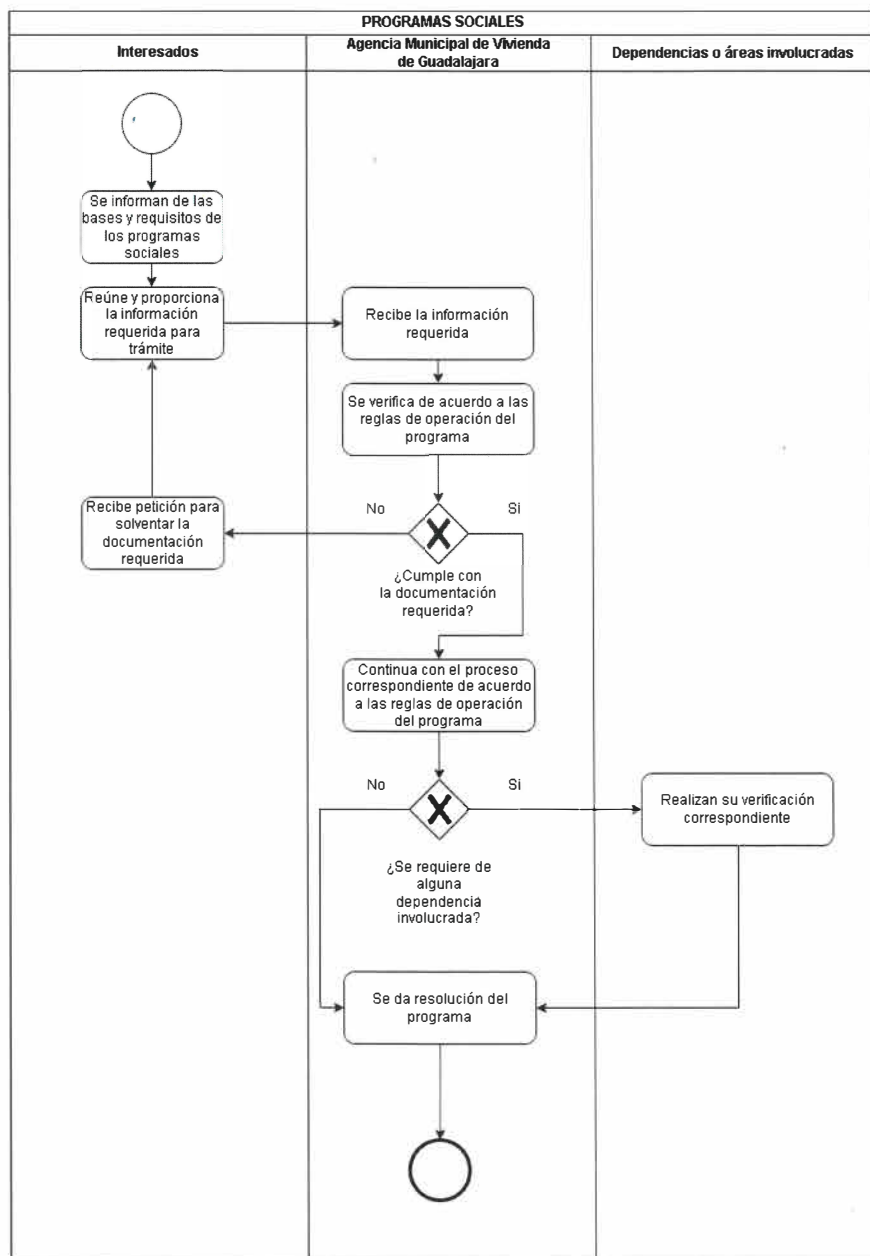 PROGRAMAS SOCIALES
Interesados
Agencia Municipal de Vivienda
de Guadalajara
Dependencias o áreas involucradas
Se informan de las
bases y requisitos de
los programas
sociales
Reúne y proporciona
la información
requerida para
trámite
Recibe la información
requerida
Se verifica de acuerdo a las
reglas de operación del
programa
Recibe petición para
solventar la
documentación
requerida
No
Si
¿Cumple con
la documentación
requerida?
Continua con el proceso
correspondiente de acuerdo
a las reglas de operación
del programa
No
Si
Realizan su verificación
correspondiente
¿Se requiere de
alguna
dependencia
involucrada?
Se da resolución del
programa